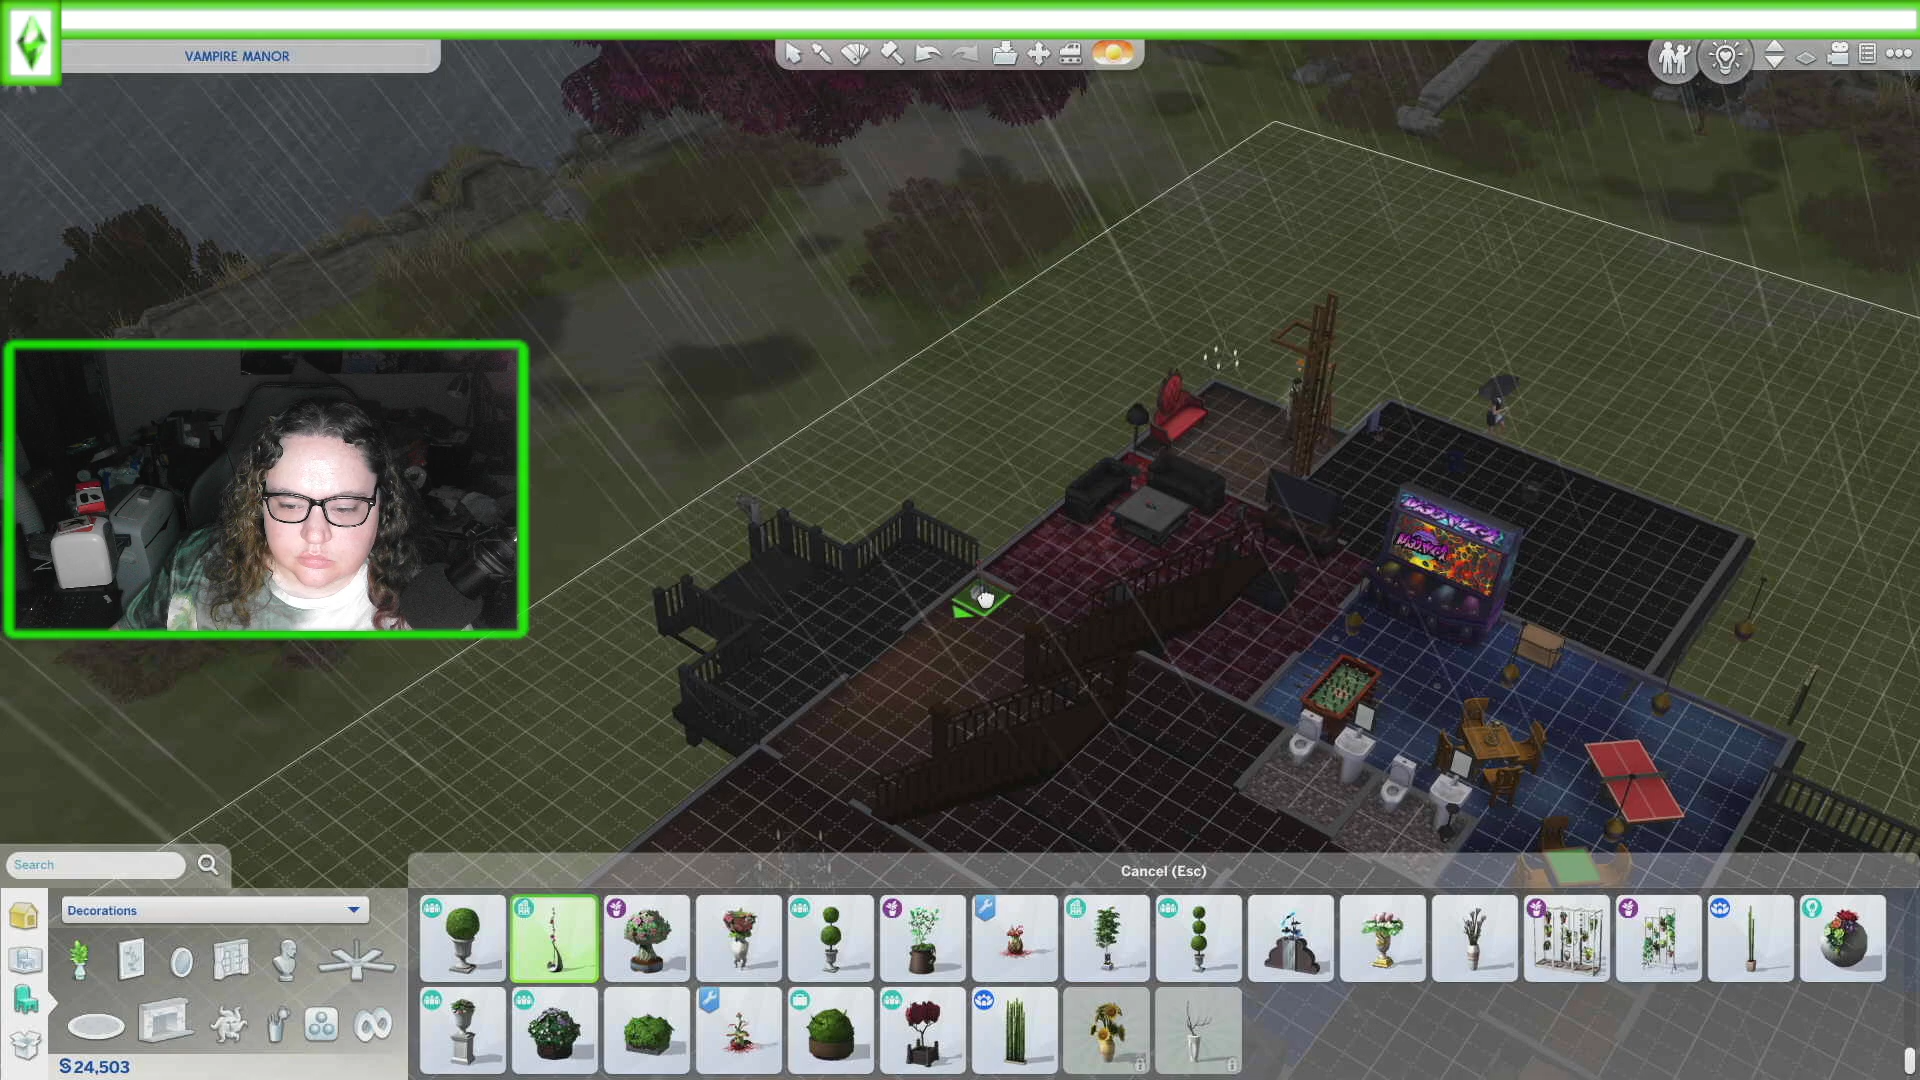 VAMPIRE MANOR
Search
Cancel (Esc)
Decorations
§24,503